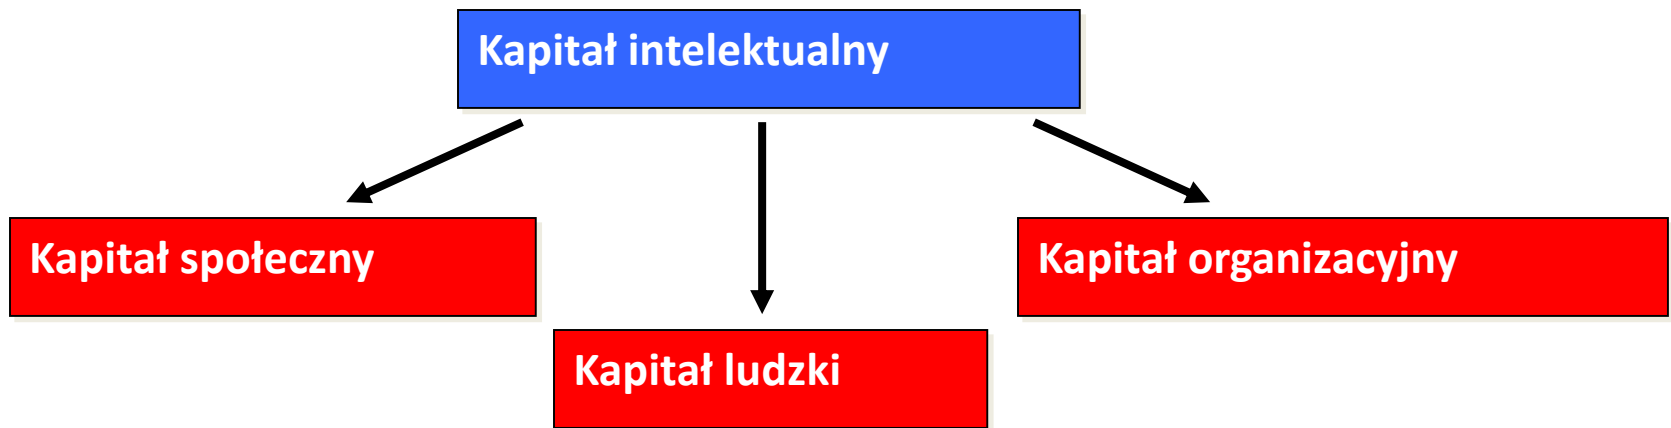 Kapitał intelektualny
Kapitał społeczny
Kapitał organizacyjny
Kapitał ludzki